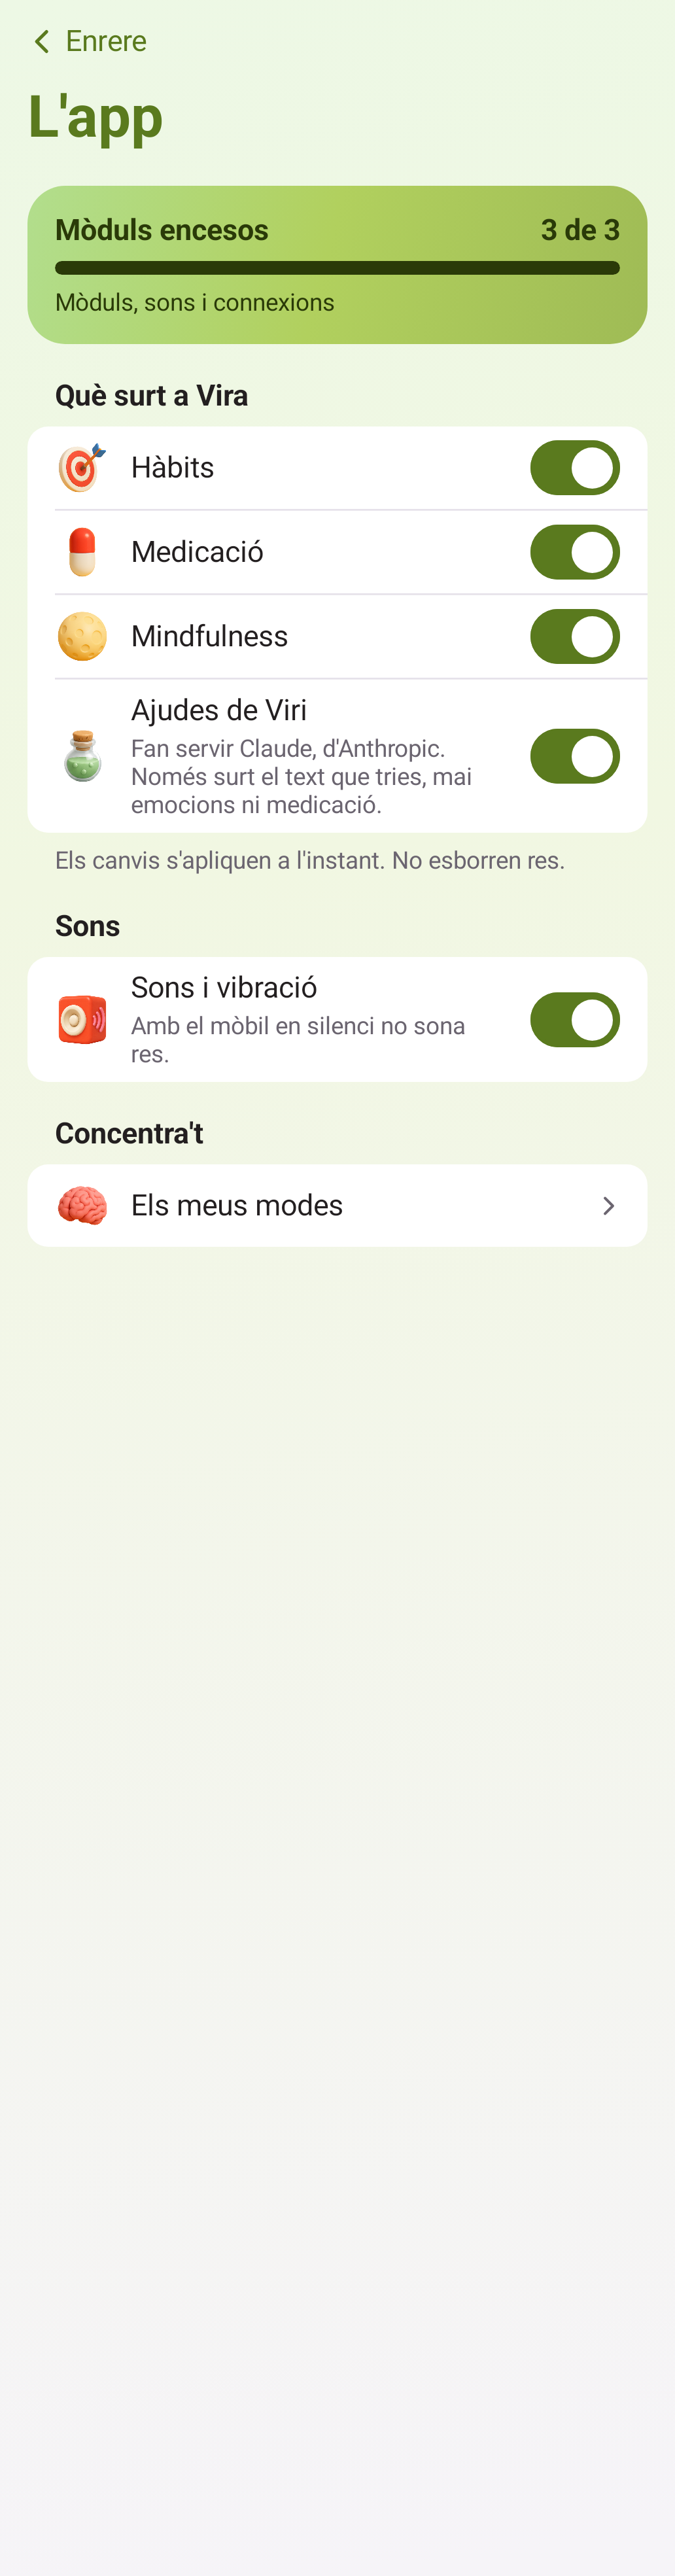 Enrere
L'app
Mòduls encesos
3 de 3
Mòduls, sons i connexions
Què surt a Vira
Hàbits
Medicació
Mindfulness
Ajudes de Viri
Fan servir Claude, d'Anthropic.
Només surt el text que tries, mai
emocions ni medicació.
Els canvis s'apliquen a l'instant. No esborren res.
Sons
Sons i vibració
Amb el mòbil en silenci no sona
res.
Concentra't
Els meus modes